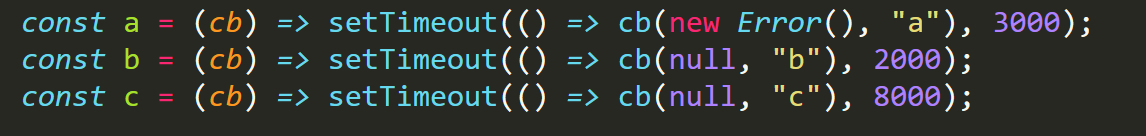 const a = (cb) => setTimeout(() => cb(new Error(), "a"), 3000);
const b = (cb) => setTimeout(() => cb(null, "b"), 2000);
const c = (cb) => setTimeout(() => cb(null, "c"), 8000);